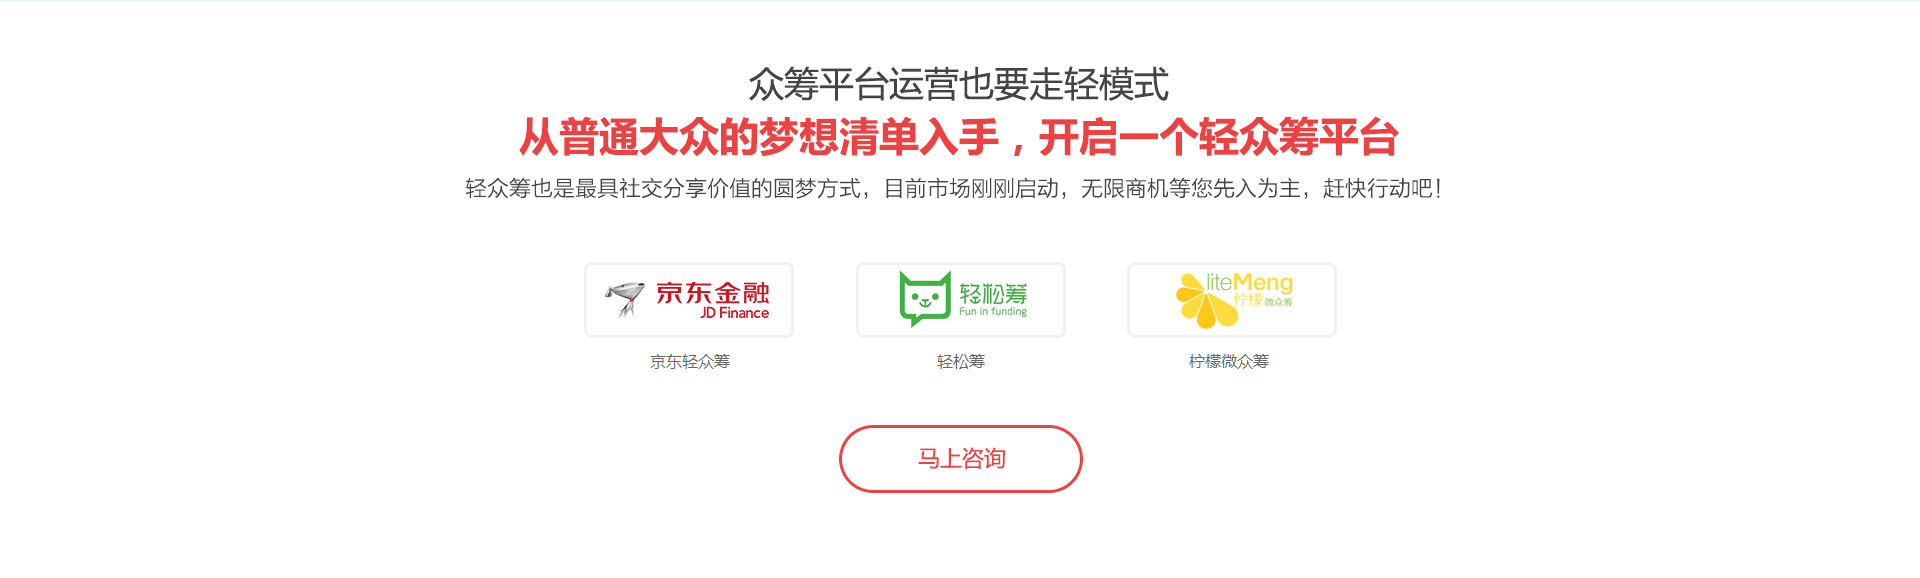 众筹平台运营也要走轻模式
从普通大众的梦想清单入手，开启一个轻众筹平台
轻众筹也是最具社交分享价值的圆梦方式，目前市场刚刚启动，无限商机等您先入为主，赶快行动吧！
京东金融
JD Finance
轻松筹
Fun in funding
liteMeng
柠檬 微众筹
京东轻众筹
轻松筹
柠檬微众筹
马上咨询